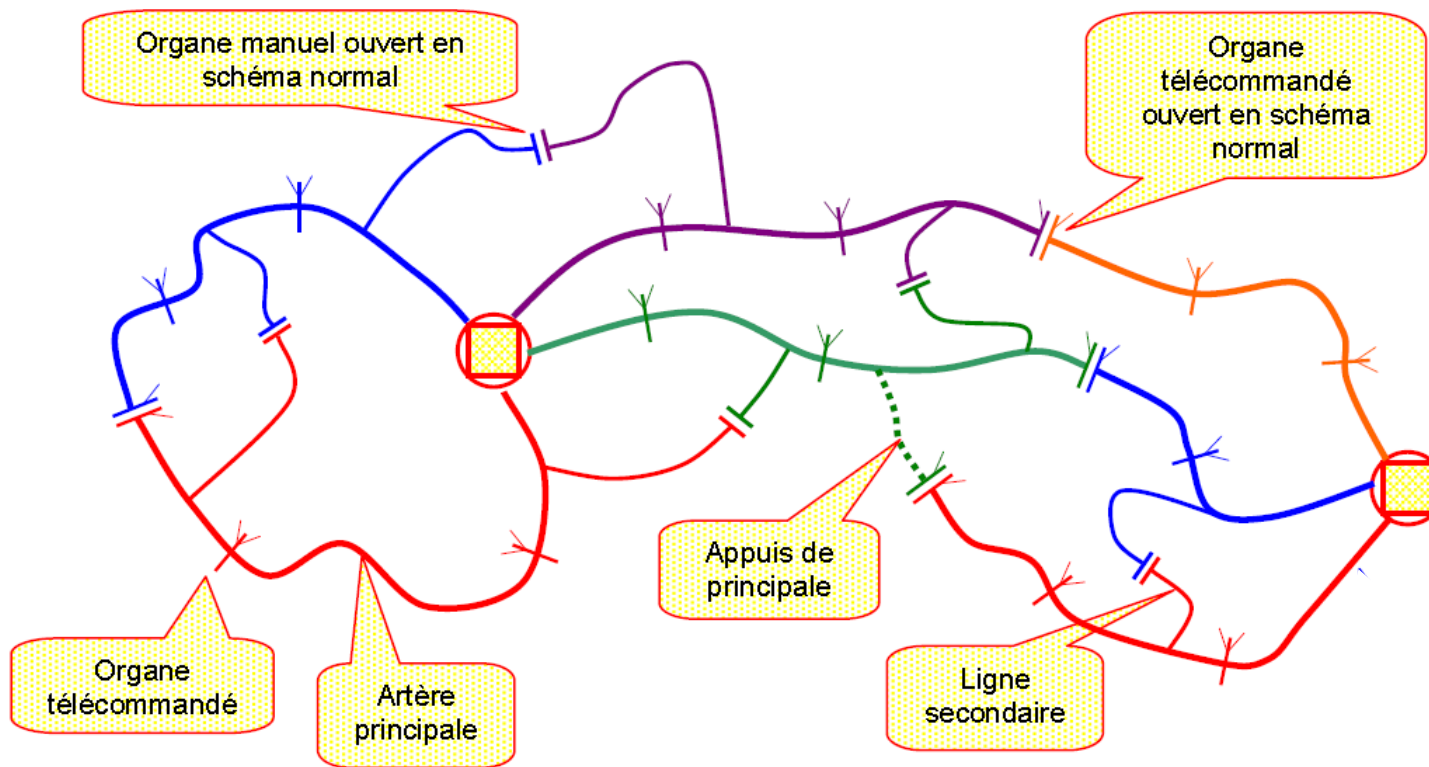 Organe manuel ouvert en
schéma normal
Organe
télécommandé
ouvert en schéma
normal
Appuis de
principale
Organe
télécommandé
Artère
principale
Ligne
secondaire